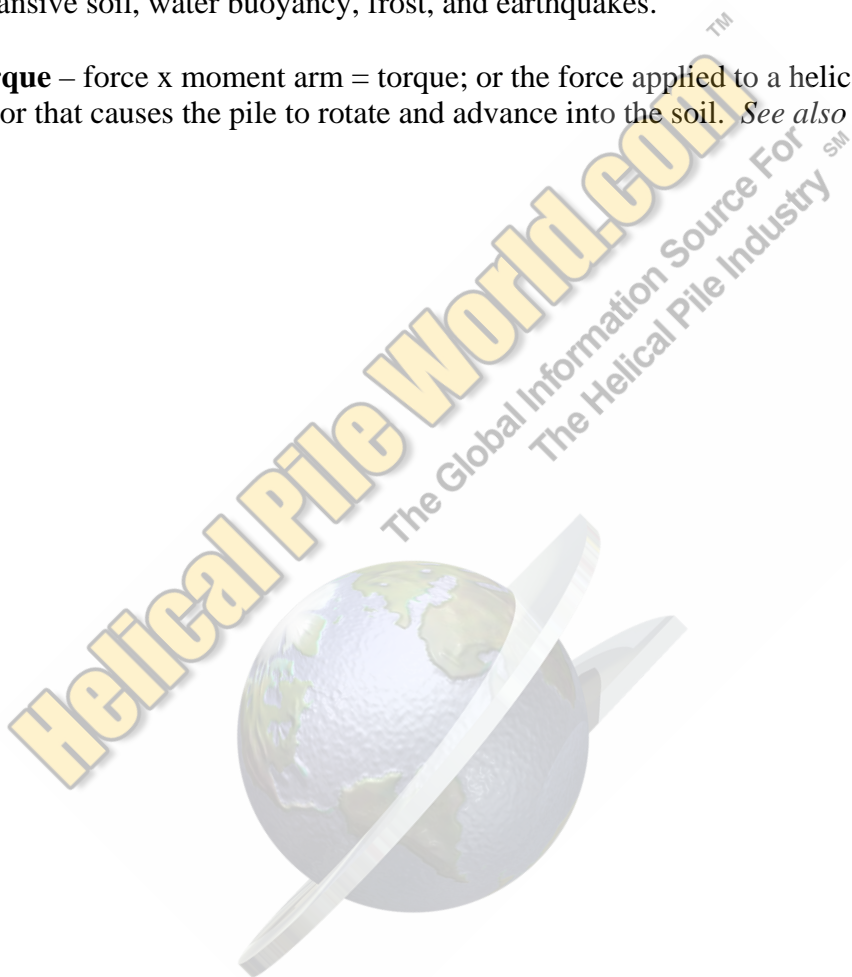 ansive soil, water buoyancy, frost, and earthquakes.
rque – force x moment arm = torque; or the force applied to a helic
or that causes the pile to rotate and advance into the soil. See also
Helical Pile World.com™
The Global Information Source For
The Helical Pile Industry SM